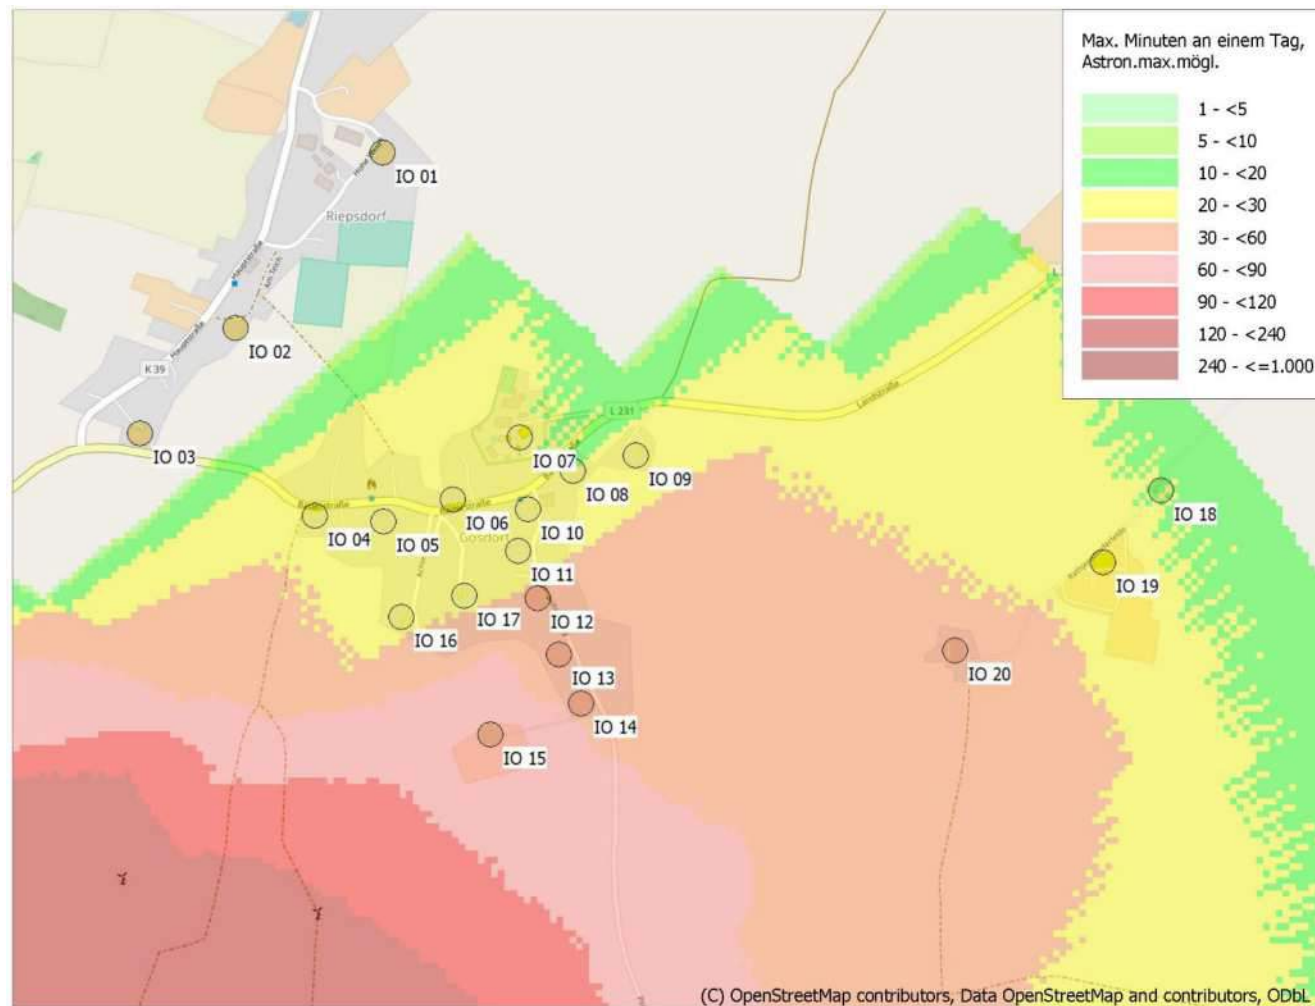 Max. Minuten an einem Tag,
Astron.max.mögl.
1 - <5
5 - <10
10 - <20
20 - <30
30 - <60
60 - <90
90 - <120
120 - <240
240 - <=1.000
IO 01
Riepsdorf
Hauptstraße
Am Teich
IO 02
Hauptstraße
K 39
IO 03
L 231
Landstraße
IO 07
IO 09
IO 08
IO 18
IO 04
IO 05
IO 06
IO 10
Gosdorf
IO 11
IO 19
IO 17
IO 12
IO 16
IO 13
IO 20
IO 14
IO 15
(C) OpenStreetMap contributors, Data OpenStreetMap and contributors, ODbL